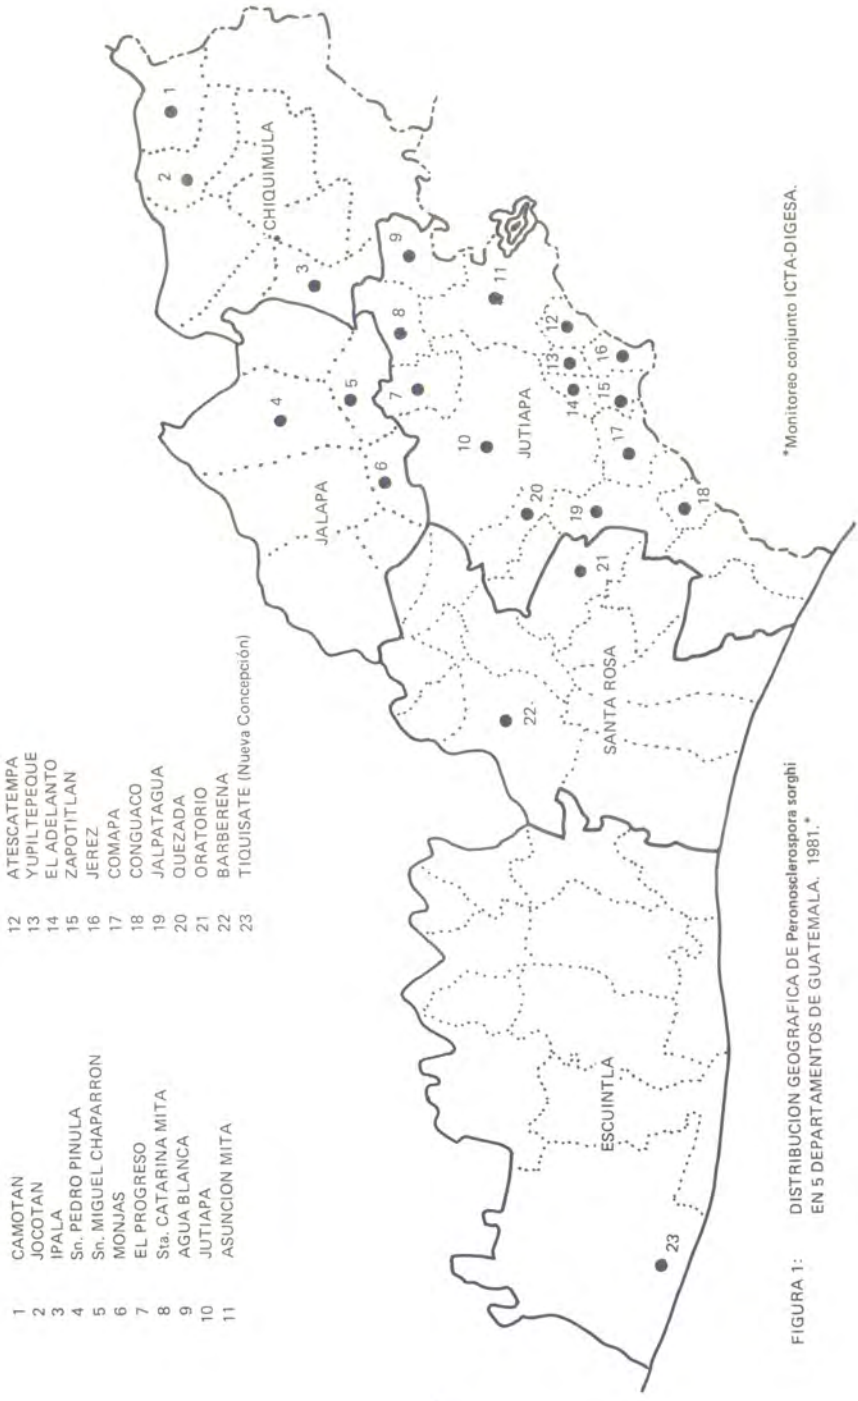 1 CAMOTAN
2 JOCOTAN
3 IPALA
4 Sn. PEDRO PINULA
5 Sn. MIGUEL CHAPARRON
6 MONJAS
7 EL PROGRESO
8 Sta. CATARINA MITA
9 AGUA BLANCA
10 JUTIAPA
11 ASUNCION MITA
12 ATESCATEMPA
13 YUPILTEPEQUE
14 EL ADELANTO
15 ZAPOTITLAN
16 JEREZ
17 COMAPA
18 CONGUACO
19 JALPATAGUA
20 QUEZADA
21 ORATORIO
22 BARBERENA
23 TIQUISATE (Nueva Concepción)
1
2
CHIQUIMULA
3
4
5
JALAPA
6
9
8
7
11
10
JUTIAPA
12
13
14
16
15
17
20
19
18
21
22
SANTA ROSA
ESCUINTLA
23
*Monitoreo conjunto ICTA-DIGESA.
FIGURA 1: DISTRIBUCION GEOGRAFICA DE Peronosclerospora sorghi
EN 5 DEPARTAMENTOS DE GUATEMALA. 1981.*